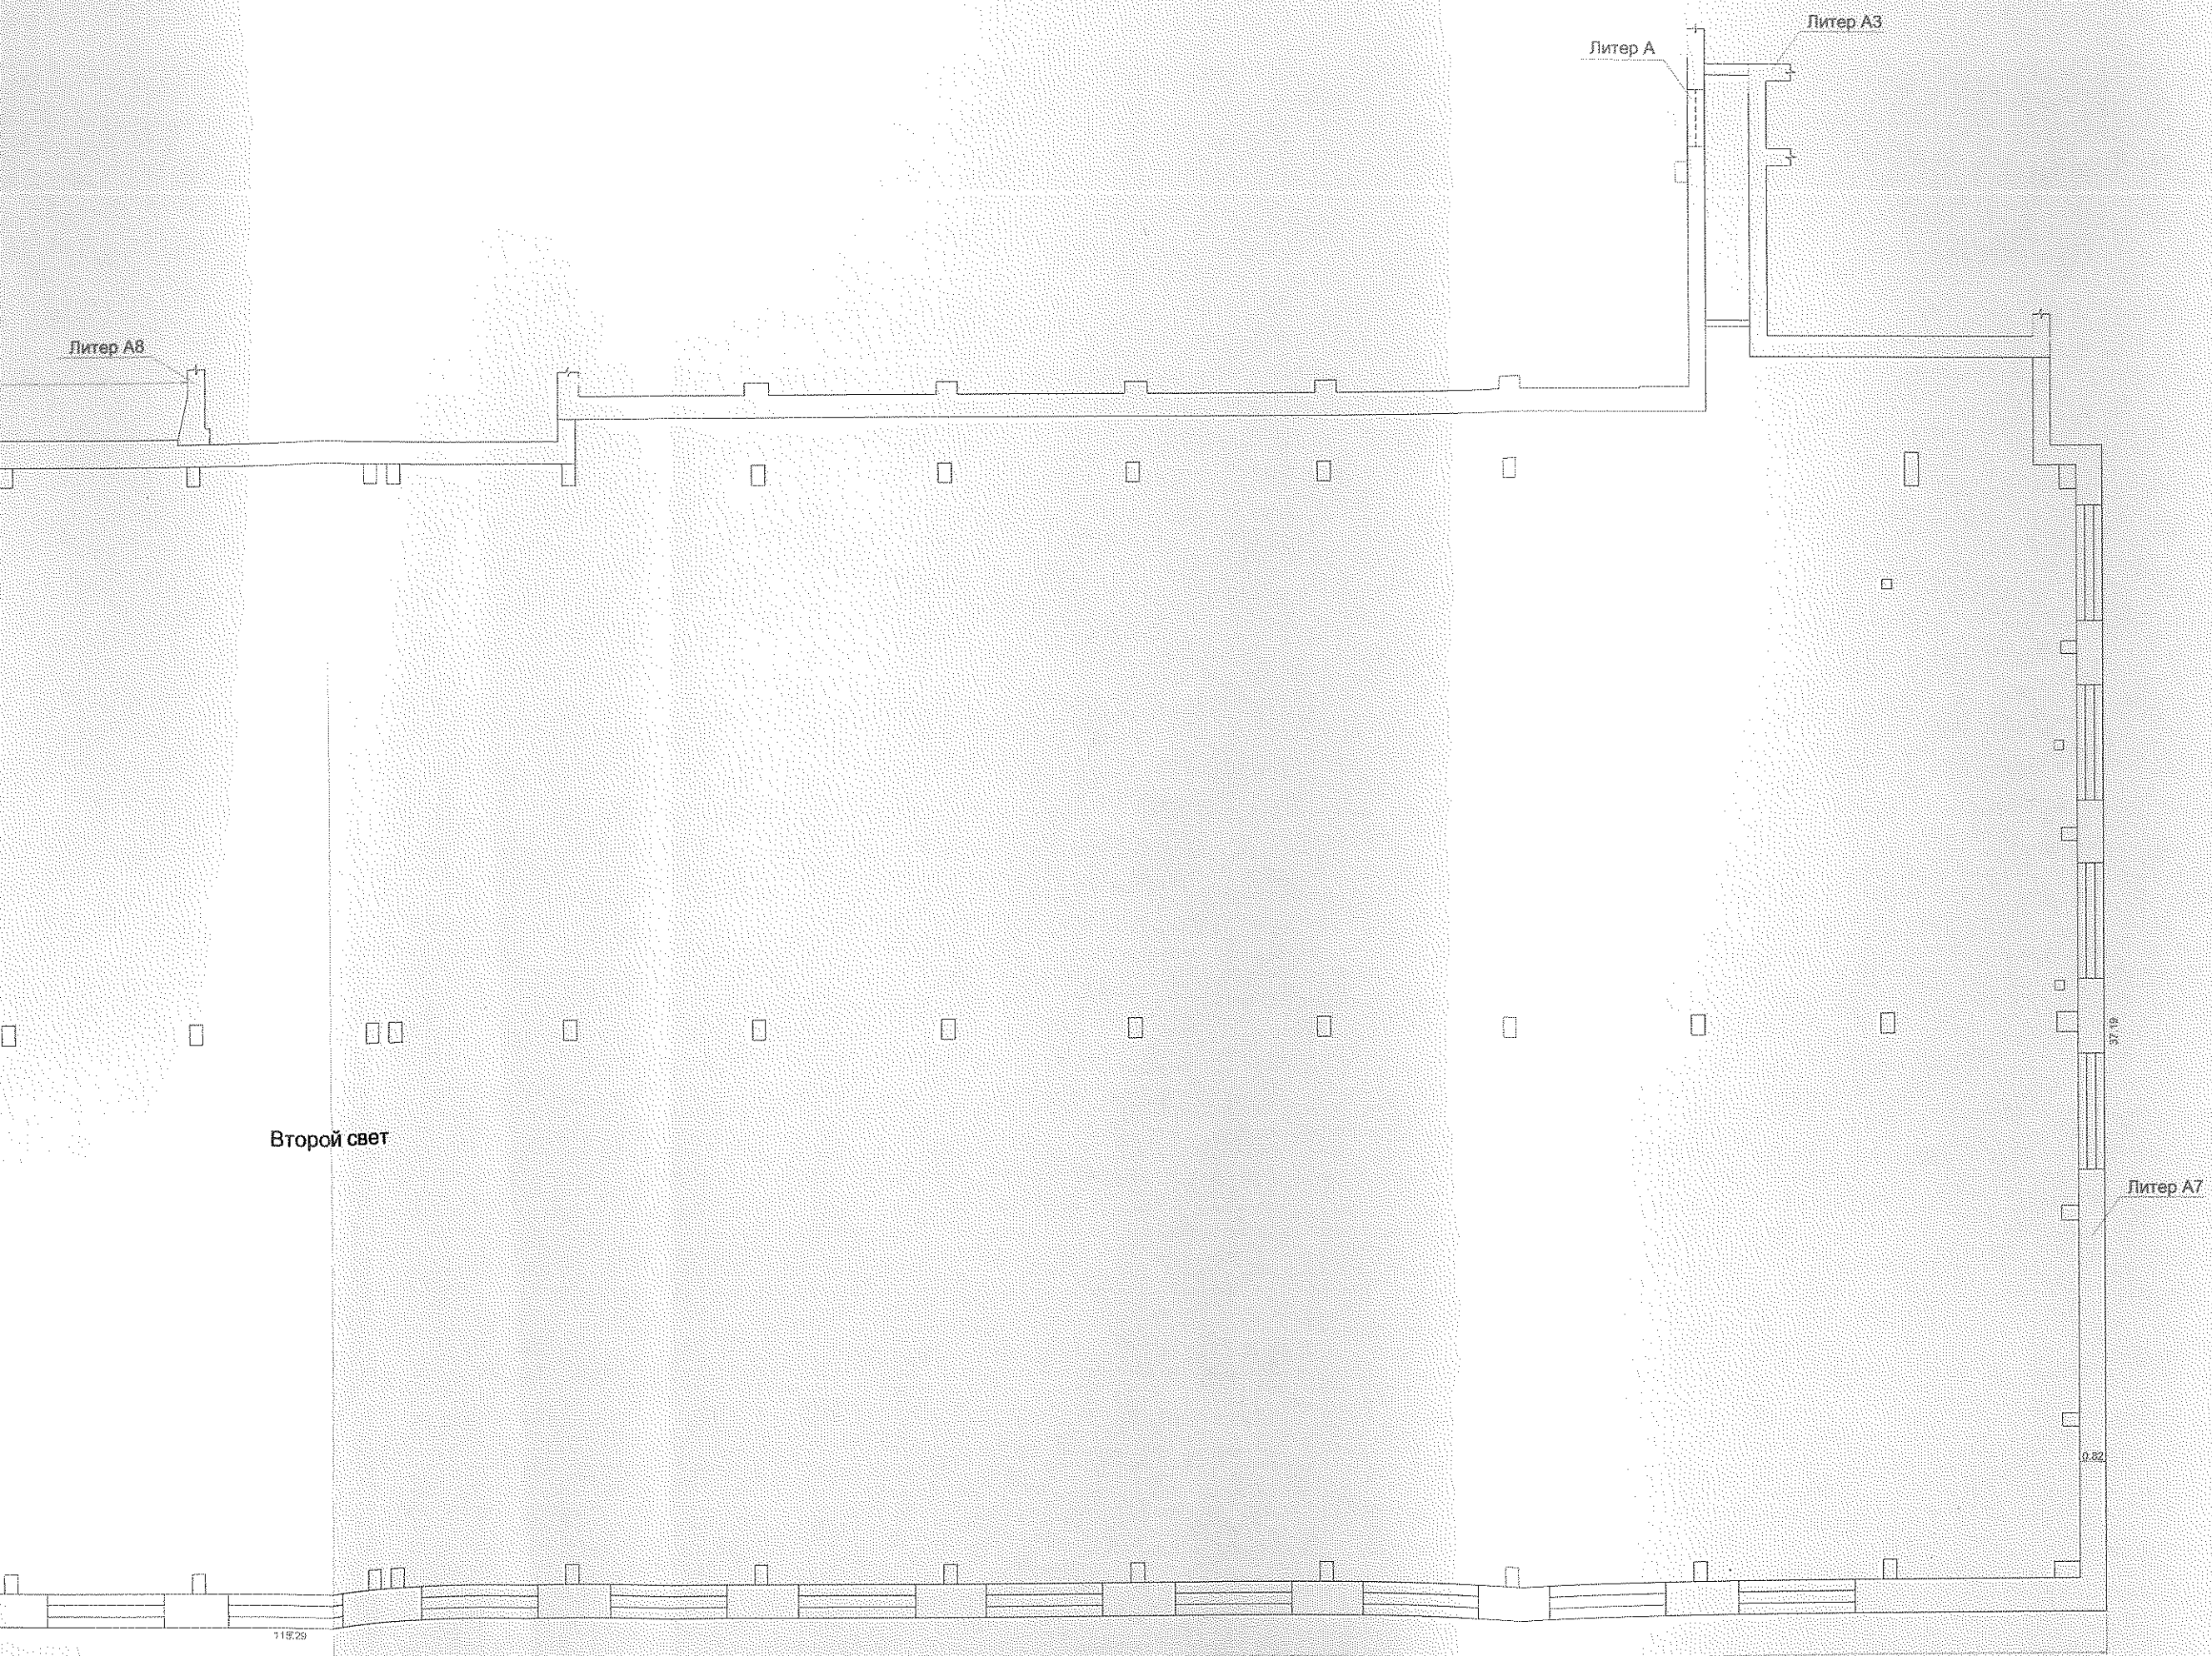 Литер А3
Литер А
Литер А8
37.19
Второй свет
Литер А7
0.82
115.29